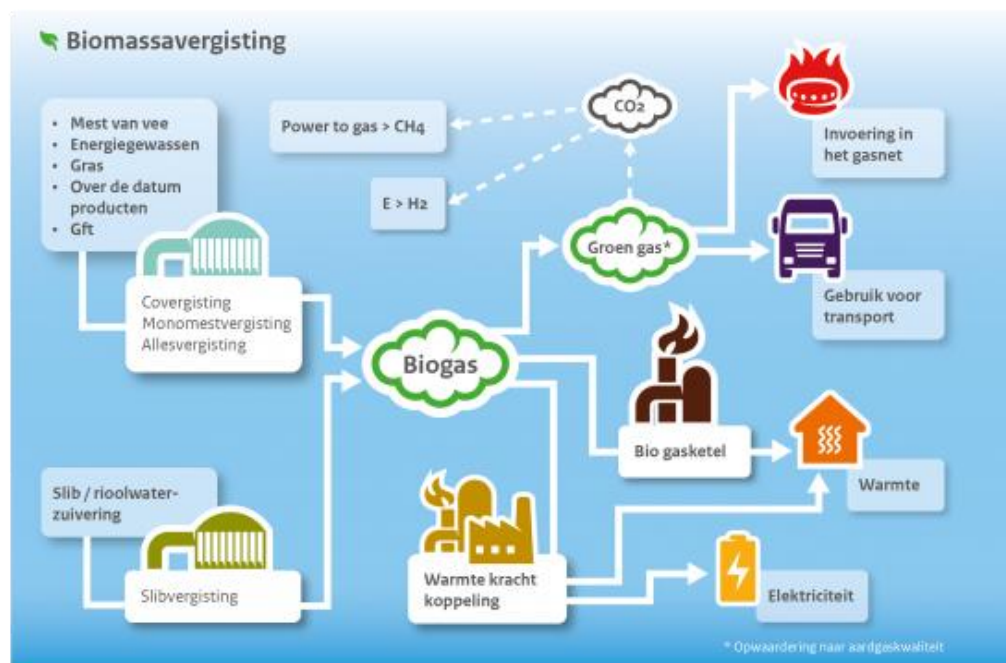 Biomassavergisting
• Mest van vee
• Energiegewassen
• Gras
• Over de datum
producten
• Gft
Covergisting
Monomestvergisting
Allesvergisting
Slib / rioolwater-
zuivering
Slibvergisting
Biogas
Power to gas > CH4
E > H2
CO2
Groen gas*
Invoering in
het gasnet
Gebruik voor
transport
Bio gasketel
Warmte
Warmte kracht
koppeling
Elektriciteit
* Opwaardering naar aardgaskwaliteit